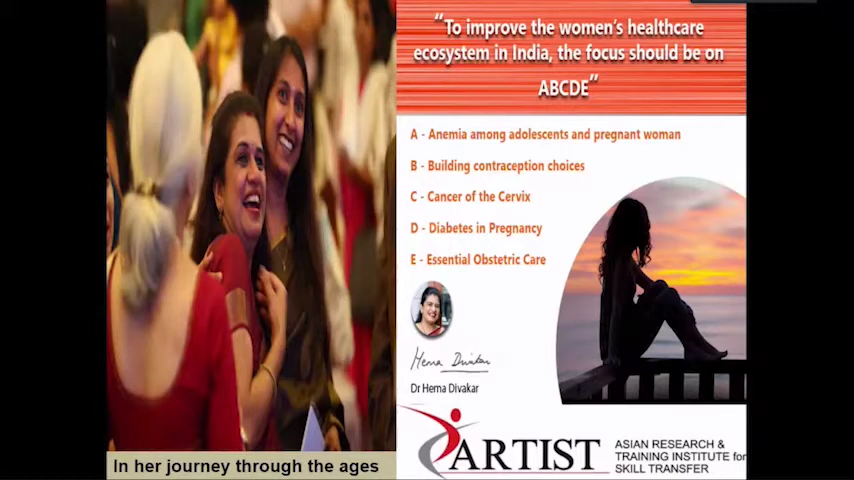 In her journey through the ages
“To improve the women's healthcare
ecosystem in India, the focus should be on
ABCDE”
A - Anemia among adolescents and pregnant woman
B - Building contraception choices
C - Cancer of the Cervix
D - Diabetes in Pregnancy
E - Essential Obstetric Care
Hema Divakar
Dr Hema Divakar
ARTIST
ASIAN RESEARCH &
TRAINING INSTITUTE for
SKILL TRANSFER